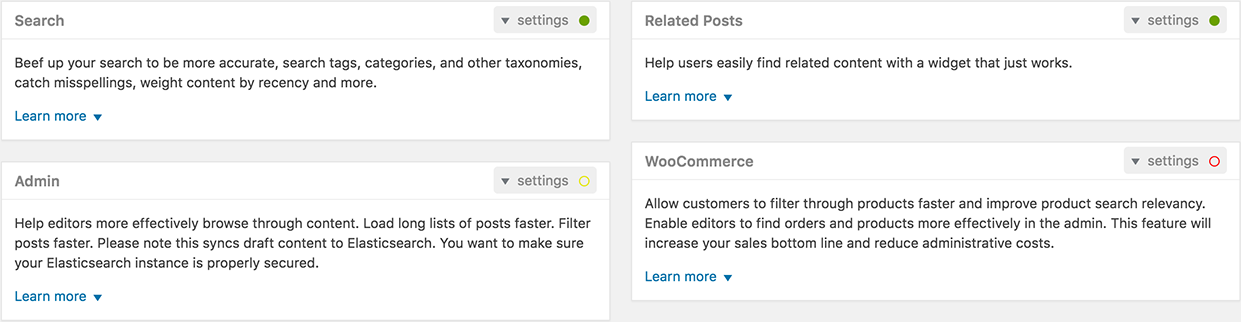 Search
settings
Beef up your search to be more accurate, search tags, categories, and other taxonomies,
catch misspellings, weight content by recency and more.
Learn more
Admin
settings
Help editors more effectively browse through content. Load long lists of posts faster. Filter
posts faster. Please note this syncs draft content to Elasticsearch. You want to make sure
your Elasticsearch instance is properly secured.
Learn more
Related Posts
settings
Help users easily find related content with a widget that just works.
Learn more
WooCommerce
settings
Allow customers to filter through products faster and improve product search relevancy.
Enable editors to find orders and products more effectively in the admin. This feature will
increase your sales bottom line and reduce administrative costs.
Learn more